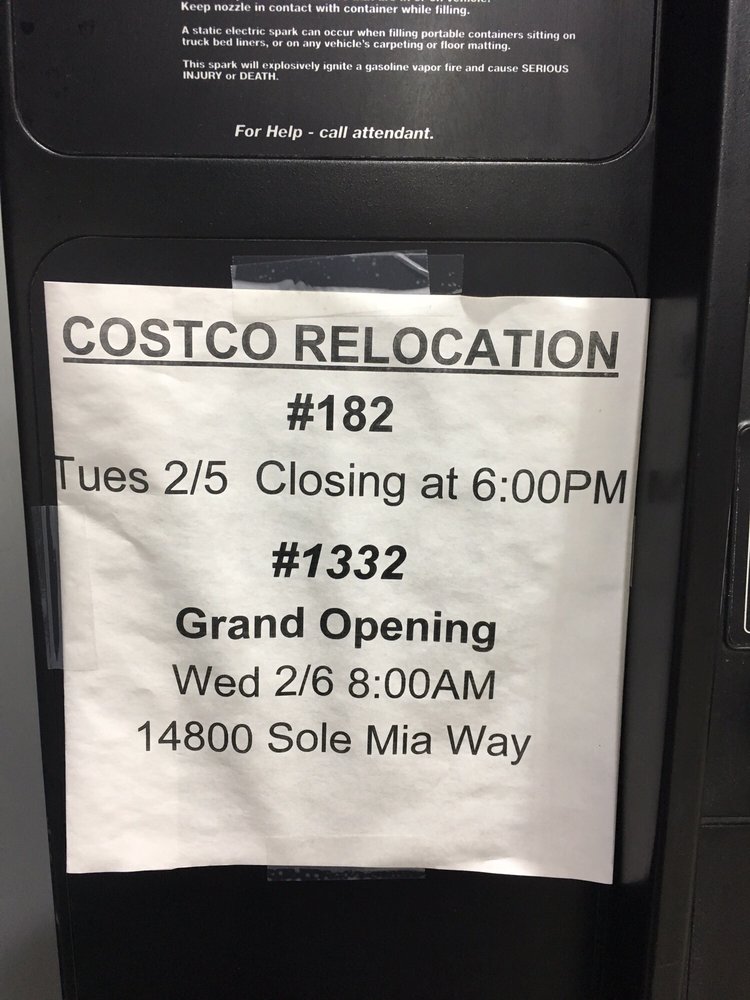 Keep nozzle in contact with container while filling.
A static electric spark can occur when filling portable containers sitting on
truck bed liners, or on any vehicle's carpeting or floor matting.
This spark will explosively ignite a gasoline vapor fire and cause SERIOUS
INJURY or DEATH.
For Help - call attendant.
COSTCO RELOCATION
#182
Tues 2/5 Closing at 6:00PM
#1332
Grand Opening
Wed 2/6 8:00AM
14800 Sole Mia Way